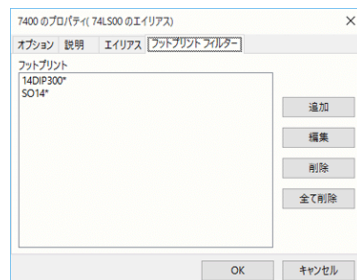 7400 のプロパティ( 74LS00 のエイリアス)
オプション 説明 エイリアス フットプリント フィルター
フットプリント
14DIP300*
SO14*
追加
編集
削除
全て削除
OK キャンセル